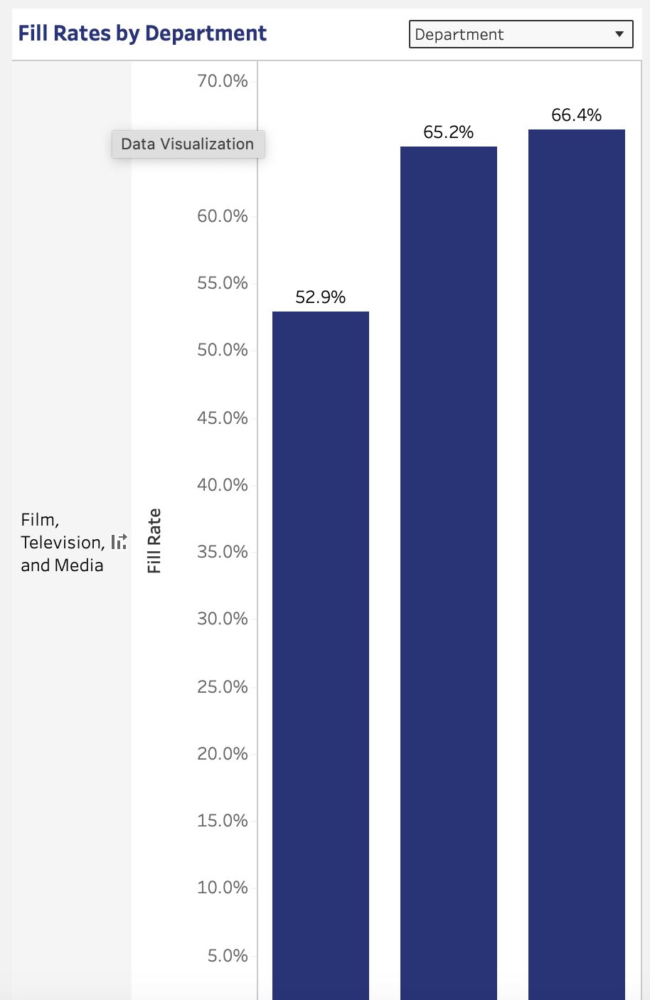 Fill Rates by Department
Department
70.0%
66.4%
65.2%
Data Visualization
60.0%
55.0%
52.9%
50.0%
45.0%
40.0%
Film,
Television,
and Media
Fill Rate
35.0%
30.0%
25.0%
20.0%
15.0%
10.0%
5.0%